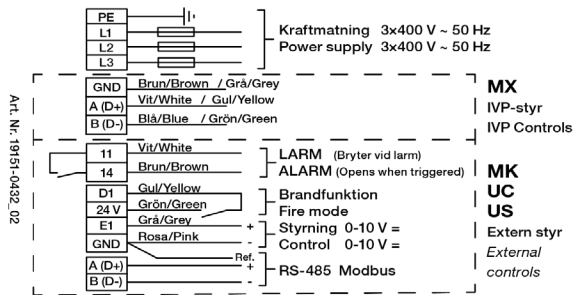 PE
L1
L2
L3
Kraftmatning 3x400 V ~ 50 Hz
Power supply 3x400 V ~ 50 Hz
GND Brun/Brown / Grå/Grey
A (D+) Vit/White / Gul/Yellow
B (D-) Blå/Blue / Grön/Green
MX
IVP-styr
IVP Controls
11 Vit/White
14 Brun/Brown
LARM (Bryter vid larm)
ALARM (Opens when triggered)
D1 Gul/Yellow
24 V Grön/Green
Brandfunktion
Fire mode
E1 Grå/Grey +
GND Rosa/Pink -
Styrning 0-10 V =
Control 0-10 V =
Ref.
A (D+) +
B (D-) -
RS-485 Modbus
MK
UC
US
Extern styr
External
controls
Art. Nr. 19151-0432_02